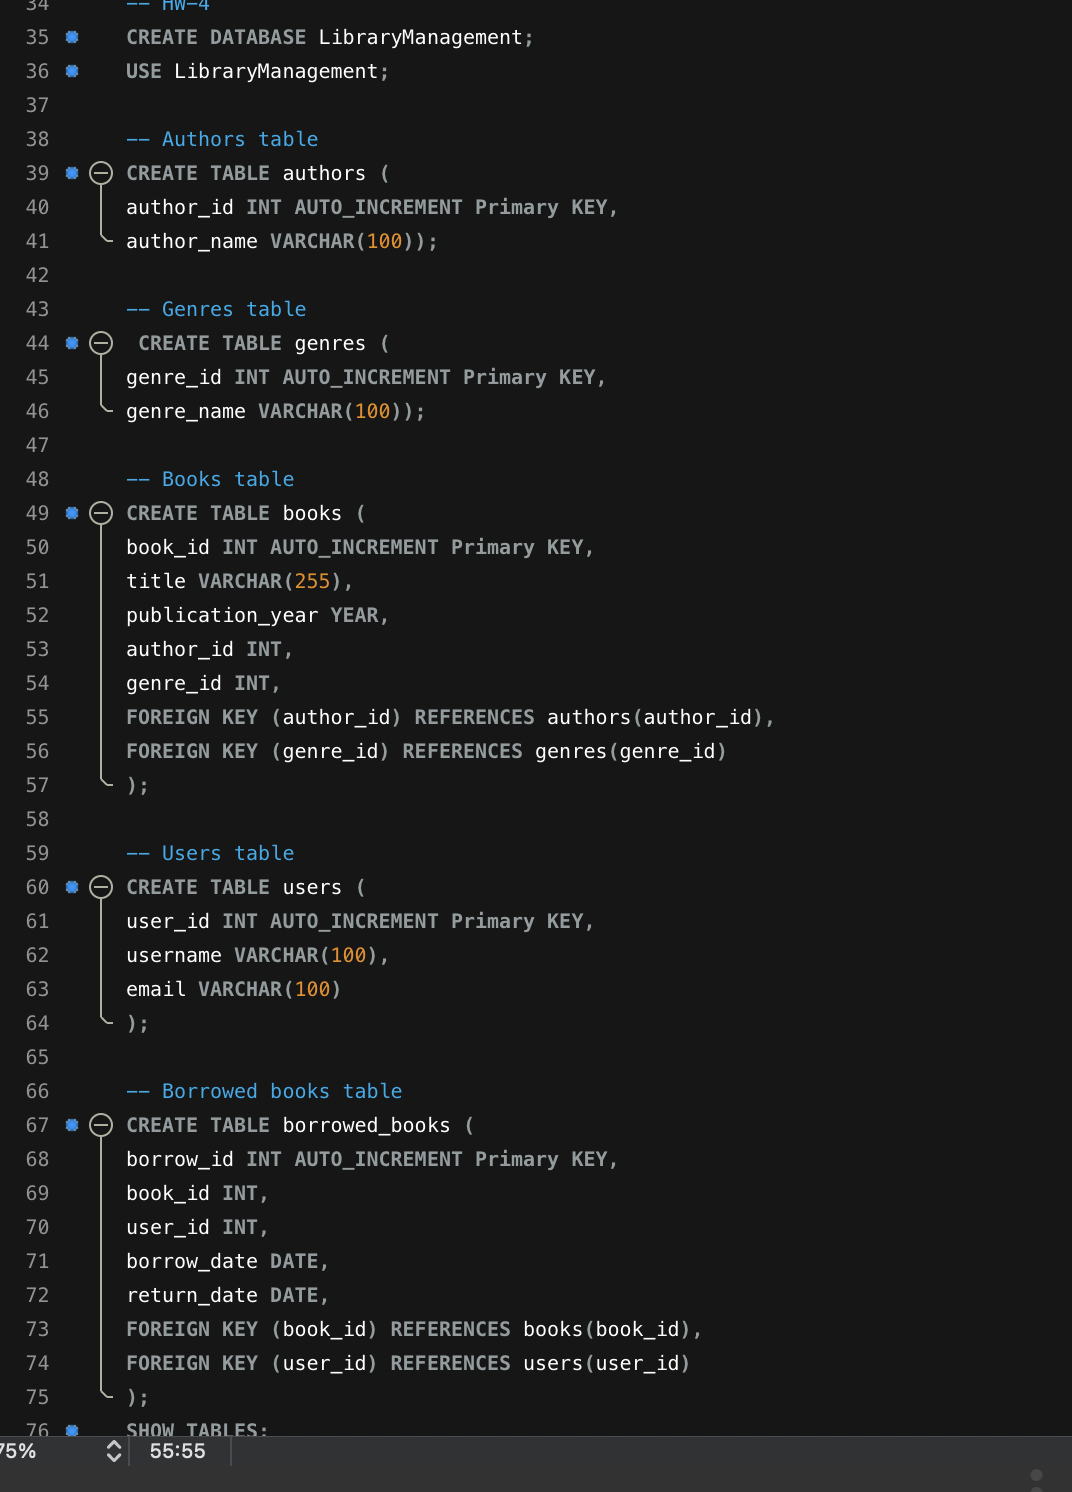 34 -- HW-4
35 CREATE DATABASE LibraryManagement;
36 USE LibraryManagement;
37
38 -- Authors table
39 CREATE TABLE authors (
40 author_id INT AUTO_INCREMENT Primary KEY,
41 author_name VARCHAR(100));
42
43 -- Genres table
44 CREATE TABLE genres (
45 genre_id INT AUTO_INCREMENT Primary KEY,
46 genre_name VARCHAR(100));
47
48 -- Books table
49 CREATE TABLE books (
50 book_id INT AUTO_INCREMENT Primary KEY,
51 title VARCHAR(255),
52 publication_year YEAR,
53 author_id INT,
54 genre_id INT,
55 FOREIGN KEY (author_id) REFERENCES authors(author_id),
56 FOREIGN KEY (genre_id) REFERENCES genres(genre_id)
57 );
58
59 -- Users table
60 CREATE TABLE users (
61 user_id INT AUTO_INCREMENT Primary KEY,
62 username VARCHAR(100),
63 email VARCHAR(100)
64 );
65
66 -- Borrowed books table
67 CREATE TABLE borrowed_books (
68 borrow_id INT AUTO_INCREMENT Primary KEY,
69 book_id INT,
70 user_id INT,
71 borrow_date DATE,
72 return_date DATE,
73 FOREIGN KEY (book_id) REFERENCES books(book_id),
74 FOREIGN KEY (user_id) REFERENCES users(user_id)
75 );
76 SHOW TABLES;
75% 55:55